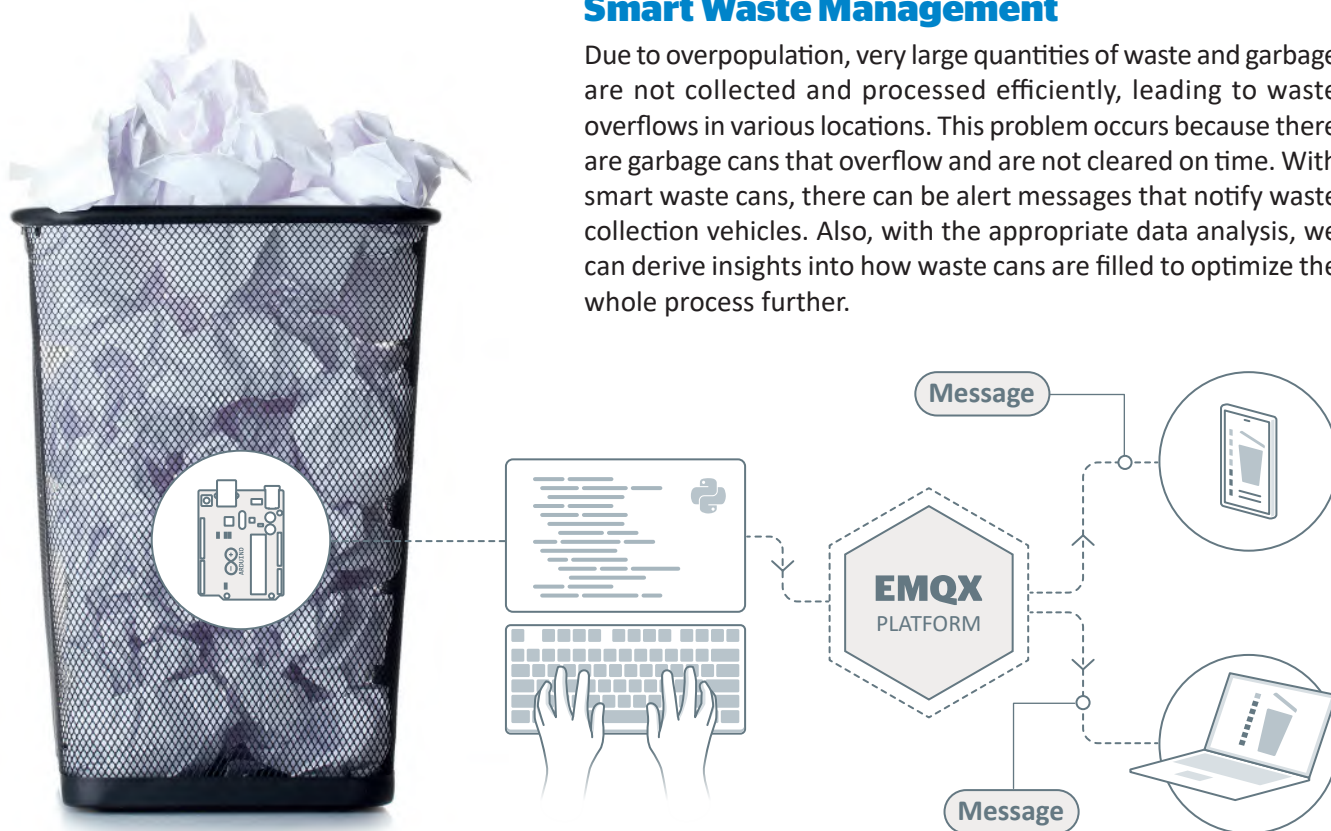 Smart Waste Management
Due to overpopulation, very large quantities of waste and garbage
are not collected and processed efficiently, leading to waste
overflows in various locations. This problem occurs because there
are garbage cans that overflow and are not cleared on time. With
smart waste cans, there can be alert messages that notify waste
collection vehicles. Also, with the appropriate data analysis, we
can derive insights into how waste cans are filled to optimize the
whole process further.
Message
ARDUINO
EMQX
PLATFORM
Message